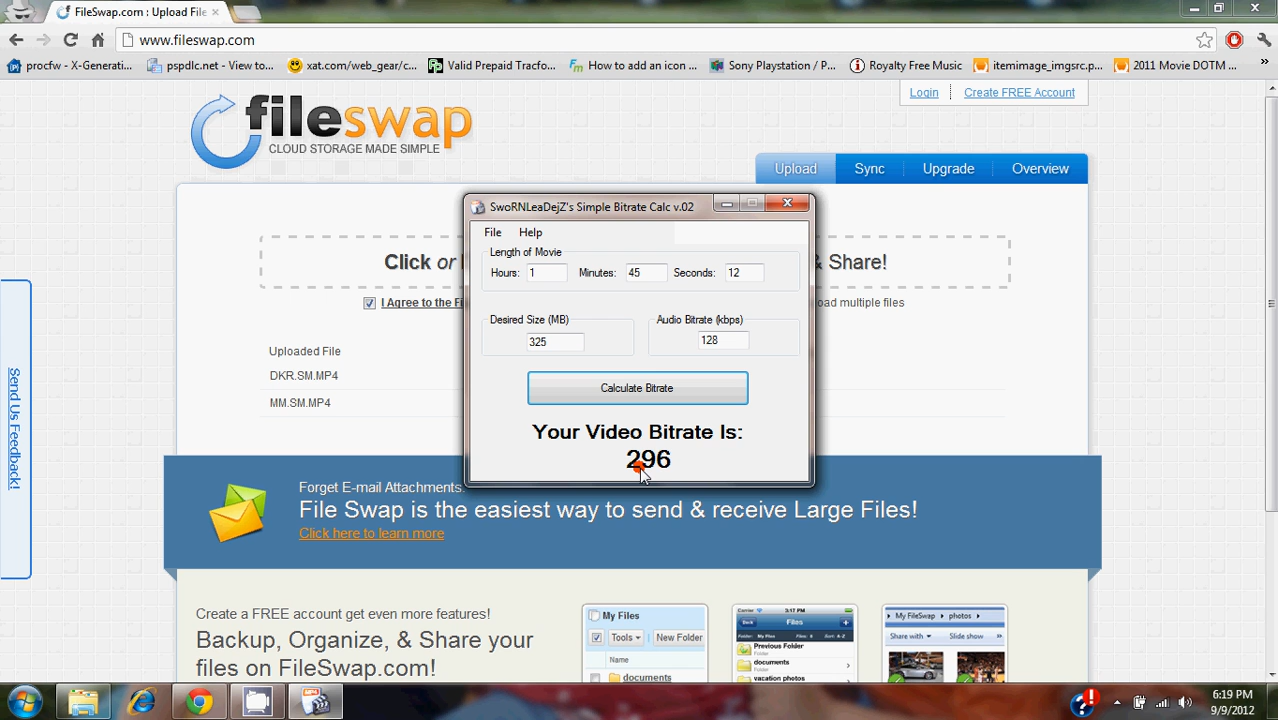 FileSwap.com : Upload File
www.fileswap.com
procfw - X-Generati...
pspdlc.net - View to...
xat.com/web_gear/c...
Valid Prepaid Tracfo...
How to add an icon ...
Sony Playstation / P...
Royalty Free Music
itemimage_imgsrc.p...
2011 Movie DOTM ...
Login
Create FREE Account
fileswap
CLOUD STORAGE MADE SIMPLE
Upload
Sync
Upgrade
Overview
SwoRNLeaDejZ's Simple Bitrate Calc v.02
File
Help
Length of Movie
Hours: 1
Minutes: 45
Seconds: 12
Click or
& Share!
I Agree to the Fi
oad multiple files
Desired Size (MB)
325
Audio Bitrate (kbps)
128
Calculate Bitrate
Your Video Bitrate Is:
296
Uploaded File
DKR.SM.MP4
MM.SM.MP4
Send Us Feedback!
Forget E-mail Attachments.
File Swap is the easiest way to send & receive Large Files!
Click here to learn more
Create a FREE account get even more features!
Backup, Organize, & Share your
files on FileSwap.com!
My Files
Tools
New Folder
Name
documents
3:17 PM
Files
Previous Folder
documents
vacation photos
My FileSwap
photos
Share with
Slide show
6:19 PM
9/9/2012